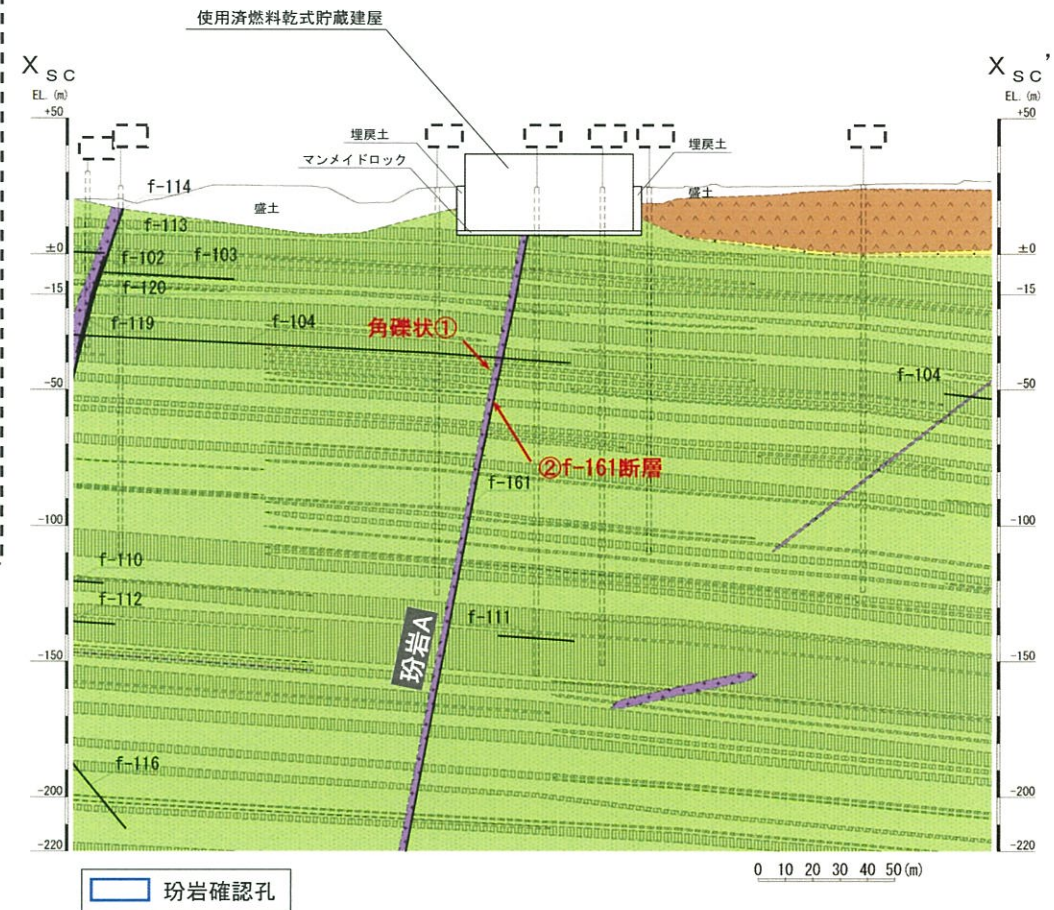 使用済燃料乾式貯蔵建屋
X SC
X SC'
EL. (m)
EL. (m)
+50
+50
埋戻土
埋戻土
マンメイドロック
f-114
盛土
盛土
f-113
±0
±0
f-102
f-103
-15
-15
f-120
f-119
f-104
角礫状①
-50
-50
f-104
②f-161断層
f-161
-100
-100
f-110
f-112
f-111
玢岩A
-150
-150
f-116
-200
-200
-220
-220
0 10 20 30 40 50(m)
玢岩確認孔